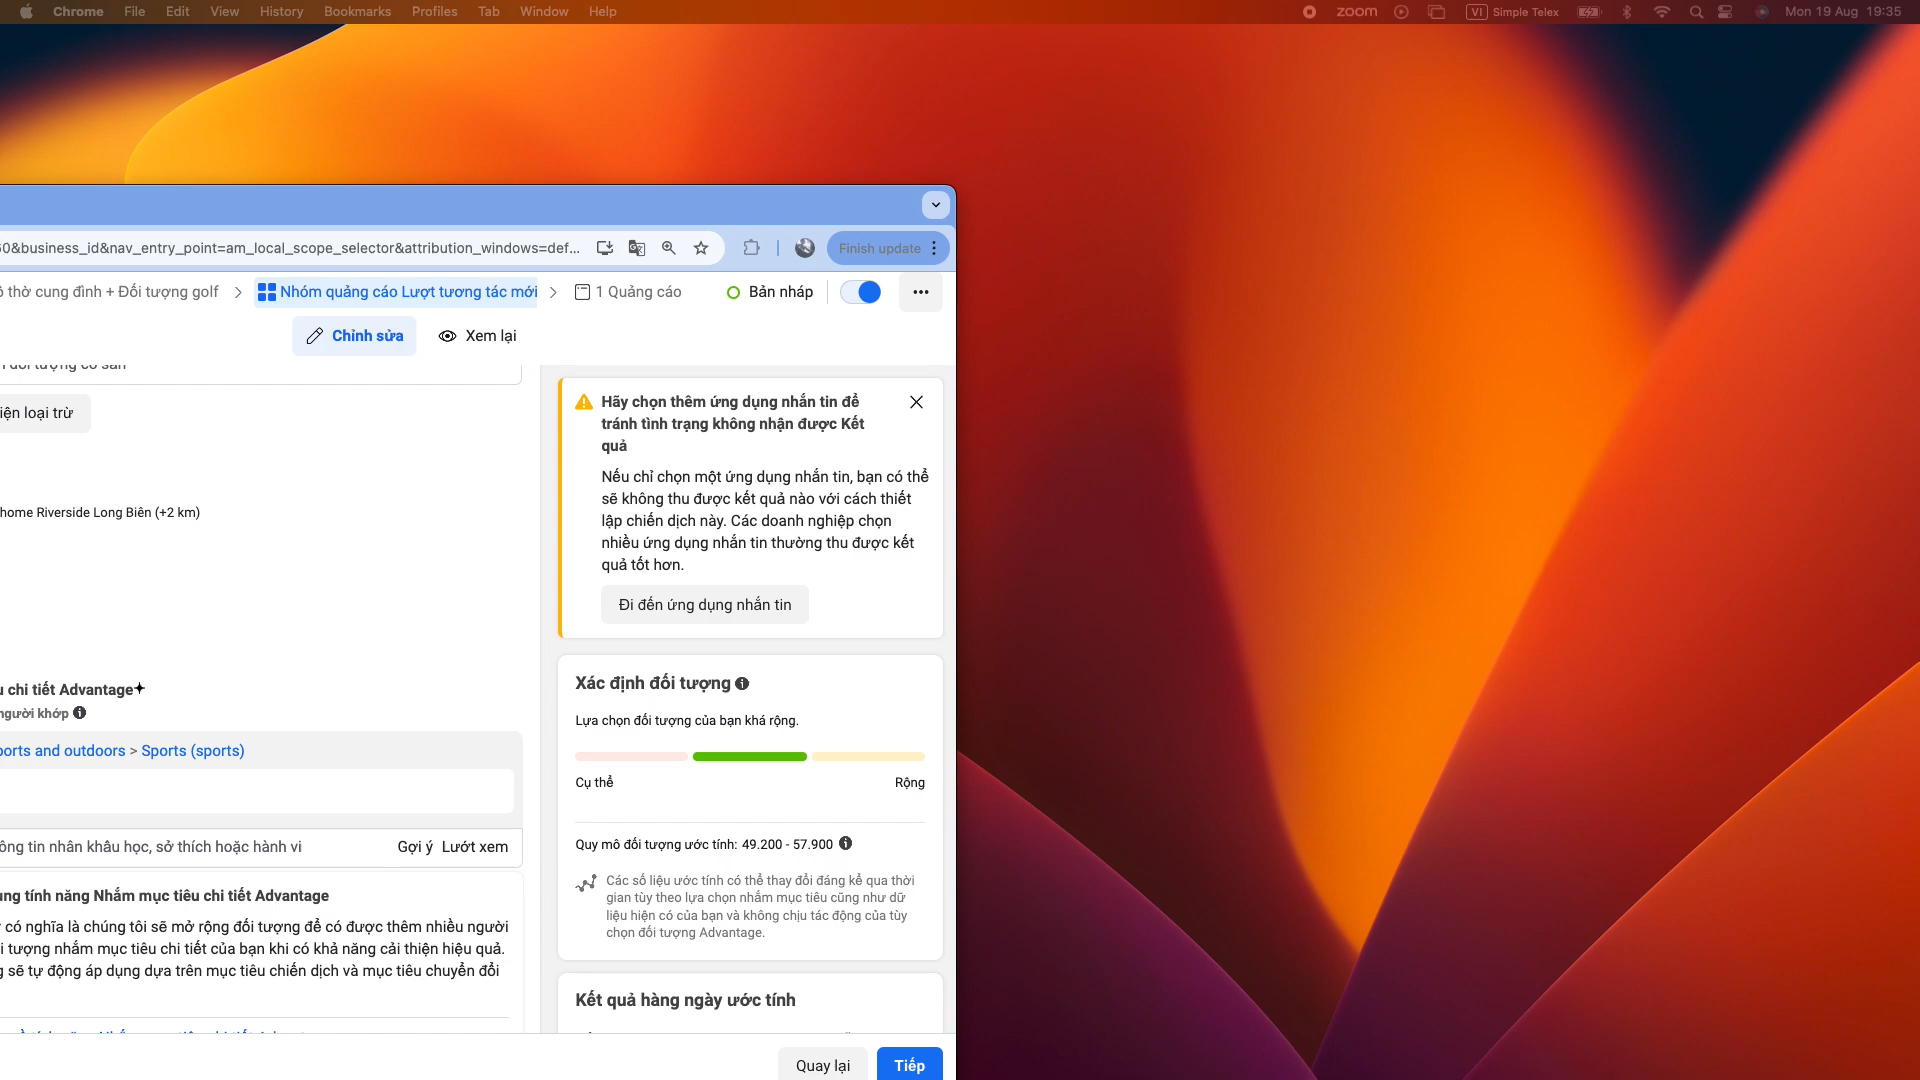 Chrome File Edit View History Bookmarks Profiles Tab Window Help
zoom VI Simple Telex Mon 19 Aug 19:35
0&business_id&nav_entry_point=am_local_scope_selector&attribution_windows=def...
Finish update
thờ cung đình + Đối tượng golf
Nhóm quảng cáo Lượt tương tác mới
1 Quảng cáo
Bản nháp
Chỉnh sửa
Xem lại
loại trừ
home Riverside Long Biên (+2 km)
chi tiết Advantage
người khớp
ports and outdoors > Sports (sports)
tin nhân khẩu học, sở thích hoặc hành vi
Gợi ý Lướt xem
tính năng Nhắm mục tiêu chi tiết Advantage
có nghĩa là chúng tôi sẽ mở rộng đối tượng để có được thêm nhiều người
tượng nhắm mục tiêu chi tiết của bạn khi có khả năng cải thiện hiệu quả.
sẽ tự động áp dụng dựa trên mục tiêu chiến dịch và mục tiêu chuyển đổi
Hãy chọn thêm ứng dụng nhắn tin để
tránh tình trạng không nhận được Kết
quả
Nếu chỉ chọn một ứng dụng nhắn tin, bạn có thể
sẽ không thu được kết quả nào với cách thiết
lập chiến dịch này. Các doanh nghiệp chọn
nhiều ứng dụng nhắn tin thường thu được kết
quả tốt hơn.
Đi đến ứng dụng nhắn tin
Xác định đối tượng
Lựa chọn đối tượng của bạn khá rộng.
Cụ thể Rộng
Quy mô đối tượng ước tính: 49.200 - 57.900
Các số liệu ước tính có thể thay đổi đáng kể qua thời
gian tùy theo lựa chọn nhắm mục tiêu cũng như dữ
liệu hiện có của bạn và không chịu tác động của tùy
chọn đối tượng Advantage.
Kết quả hàng ngày ước tính
Quay lại
Tiếp